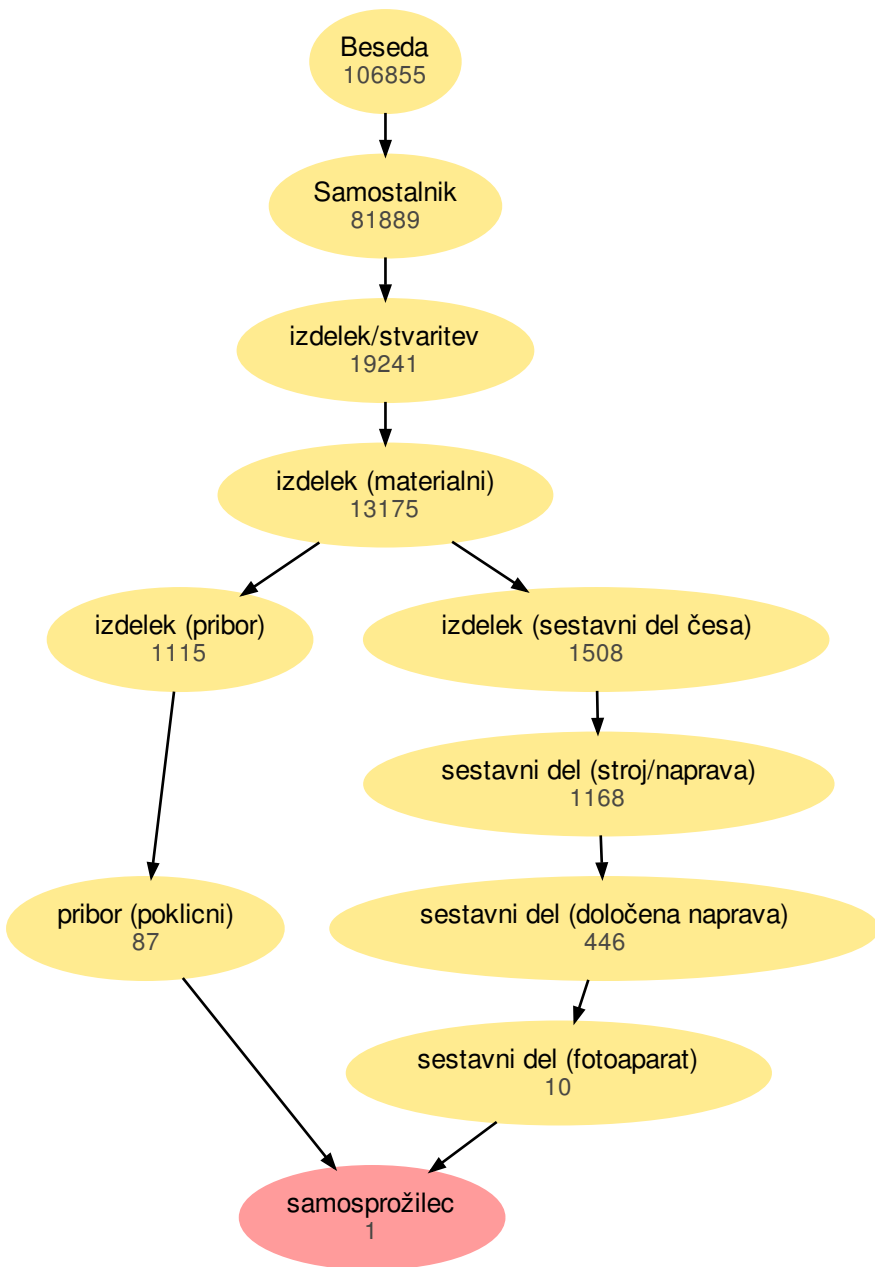 Beseda
106855
Samostalnik
81889
izdelek/stvaritev
19241
izdelek (materialni)
13175
izdelek (pribor)
1115
izdelek (sestavni del česa)
1508
sestavni del (stroj/naprava)
1168
pribor (poklicni)
87
sestavni del (določena naprava)
446
sestavni del (fotoaparat)
10
samosprožilec
1